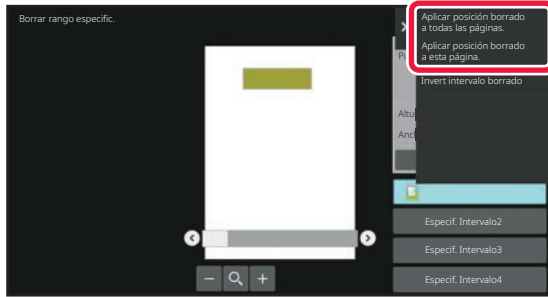 Borrar rango especific.
Aplicar posición borrado
a todas las páginas.
Aplicar posición borrado
a esta página.
Invert intervalo borrado
Especif. Intervalo2
Especif. Intervalo3
Especif. Intervalo4